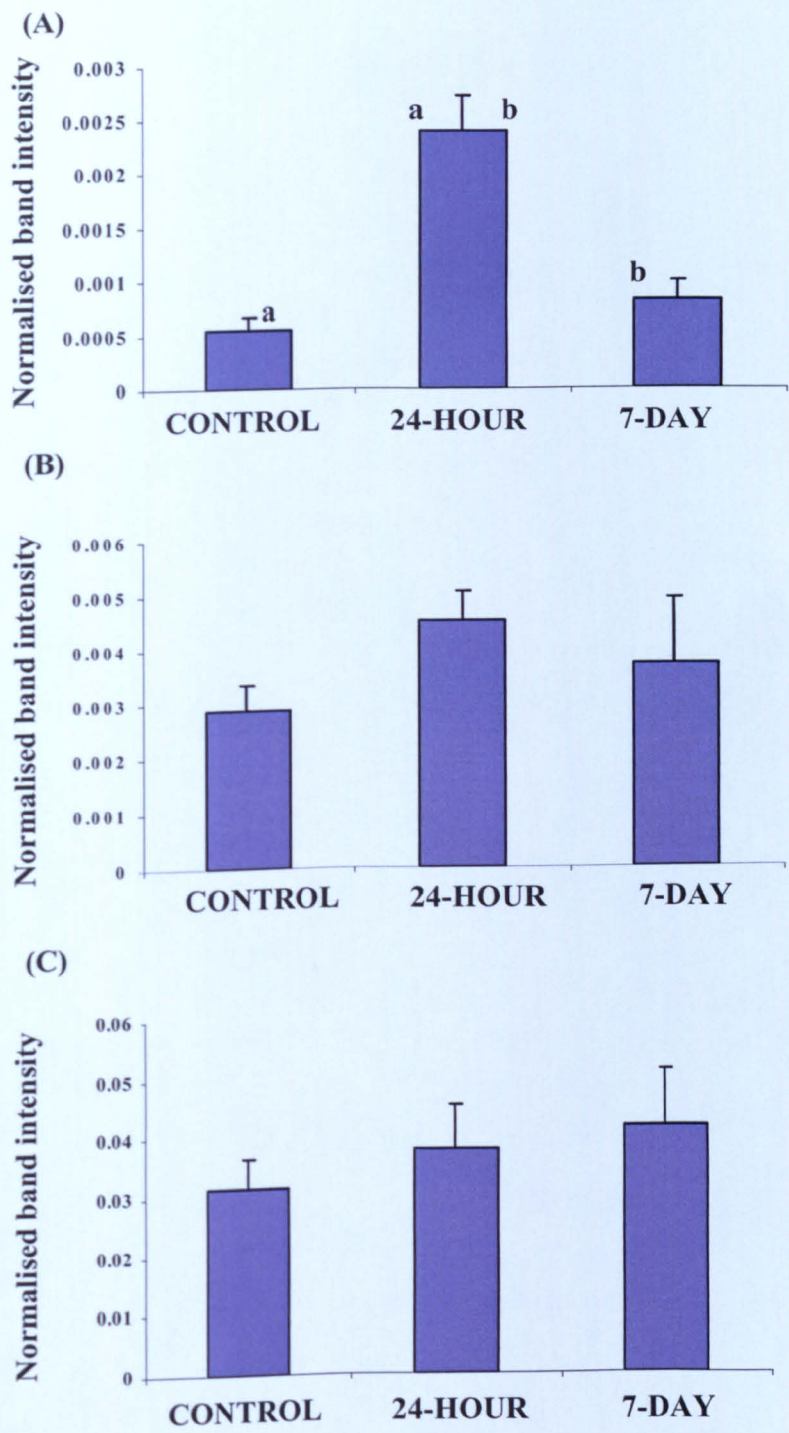 (A)
Normalised band intensity
0.003
0.0025
0.002
0.0015
0.001
0.0005
0
a
a b
b
CONTROL 24-HOUR 7-DAY
(B)
Normalised band intensity
0.006
0.005
0.004
0.003
0.002
0.001
0
CONTROL 24-HOUR 7-DAY
(C)
Normalised band intensity
0.06
0.05
0.04
0.03
0.02
0.01
0
CONTROL 24-HOUR 7-DAY